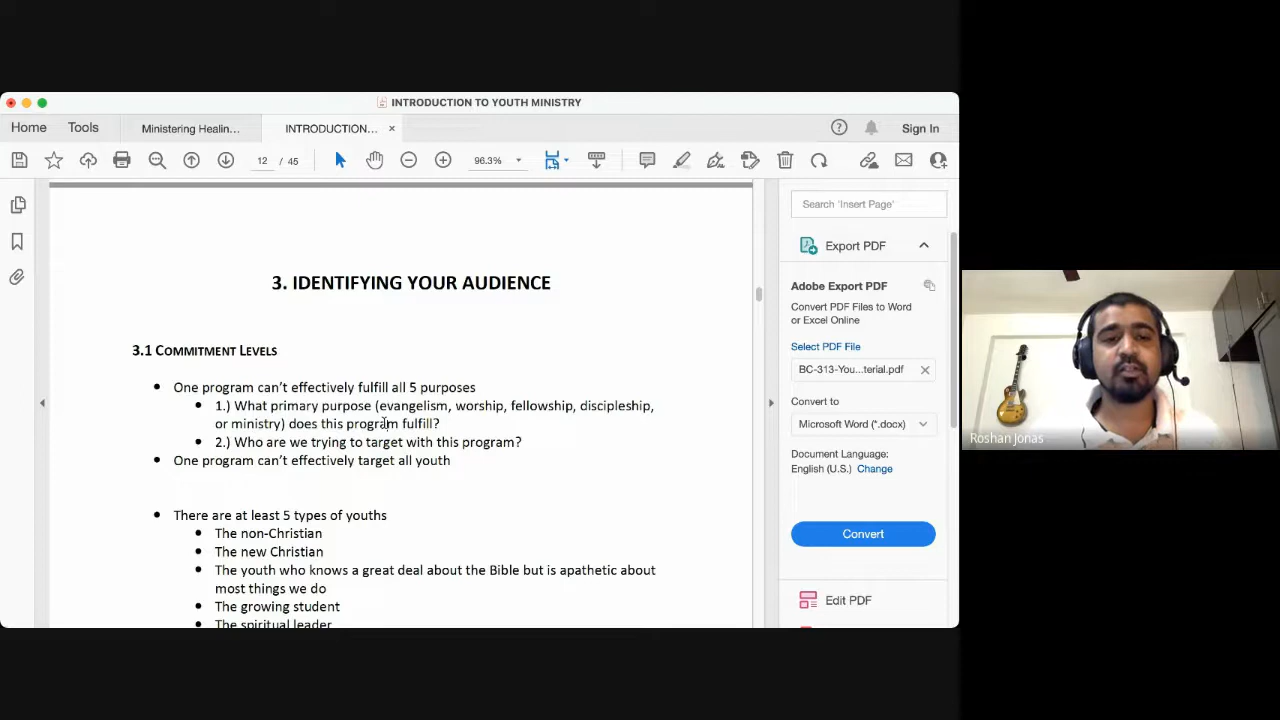 INTRODUCTION TO YOUTH MINISTRY
Home
Tools
Ministering Healin...
INTRODUCTION...
Sign In
12 / 45
96.3%
Search 'Insert Page'
Export PDF
Adobe Export PDF
Convert PDF Files to Word
or Excel Online
Select PDF File
BC-313-You...terial.pdf
Convert to
Microsoft Word (*.docx)
Document Language:
English (U.S.) Change
Convert
Edit PDF
3. IDENTIFYING YOUR AUDIENCE
3.1 COMMITMENT LEVELS
• One program can't effectively fulfill all 5 purposes
• 1.) What primary purpose (evangelism, worship, fellowship, discipleship,
or ministry) does this program fulfill?
• 2.) Who are we trying to target with this program?
• One program can't effectively target all youth
• There are at least 5 types of youths
• The non-Christian
• The new Christian
• The youth who knows a great deal about the Bible but is apathetic about
most things we do
• The growing student
• The spiritual leader
Roshan Jonas